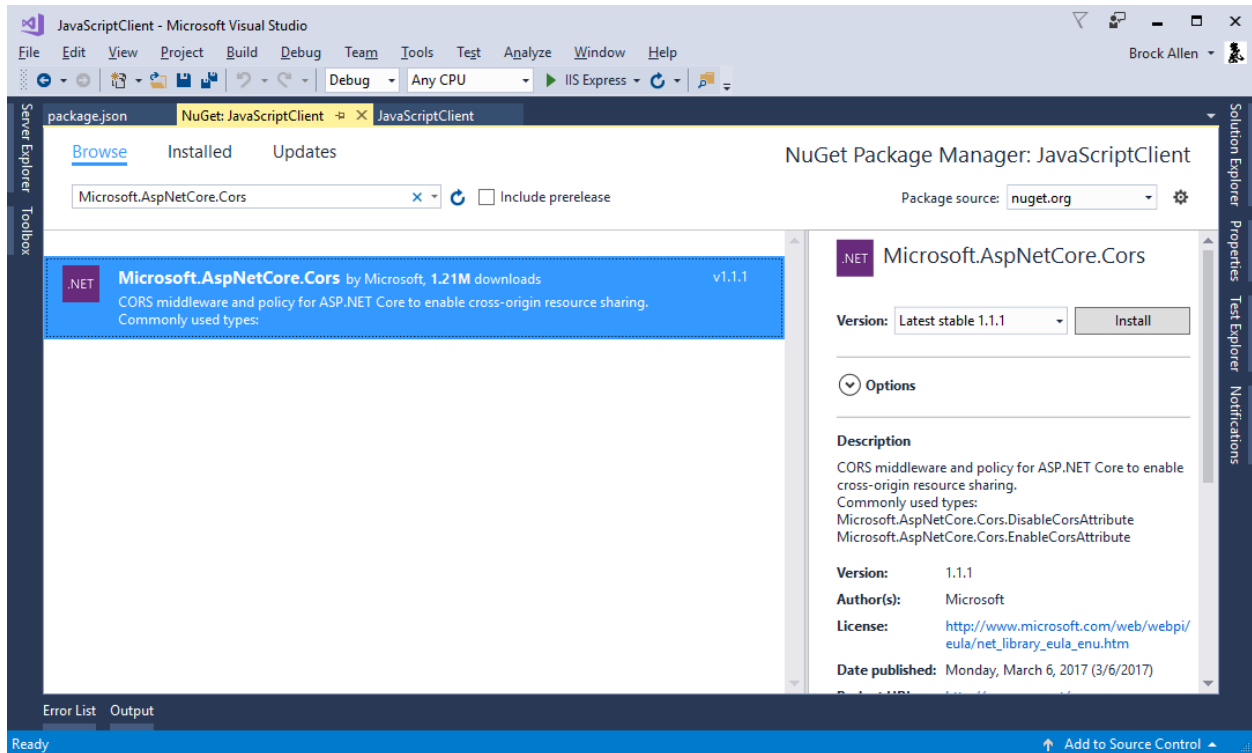 JavaScriptClient - Microsoft Visual Studio
File Edit View Project Build Debug Team Tools Test Analyze Window Help
Brock Allen
Debug Any CPU IIS Express
Server Explorer
Toolbox
package.json NuGet: JavaScriptClient JavaScriptClient
Browse Installed Updates
NuGet Package Manager: JavaScriptClient
Microsoft.AspNetCore.Cors
Include prerelease
Package source: nuget.org
.NET
Microsoft.AspNetCore.Cors by Microsoft, 1.21M downloads
v1.1.1
CORS middleware and policy for ASP.NET Core to enable cross-origin resource sharing.
Commonly used types:
.NET
Microsoft.AspNetCore.Cors
Version: Latest stable 1.1.1 Install
Options
Description
CORS middleware and policy for ASP.NET Core to enable
cross-origin resource sharing.
Commonly used types:
Microsoft.AspNetCore.Cors.DisableCorsAttribute
Microsoft.AspNetCore.Cors.EnableCorsAttribute
Version: 1.1.1
Author(s): Microsoft
License: http://www.microsoft.com/web/webpi/
eula/net_library_eula_enu.htm
Date published: Monday, March 6, 2017 (3/6/2017)
Solution Explorer
Properties
Test Explorer
Notifications
Error List Output
Ready
Add to Source Control